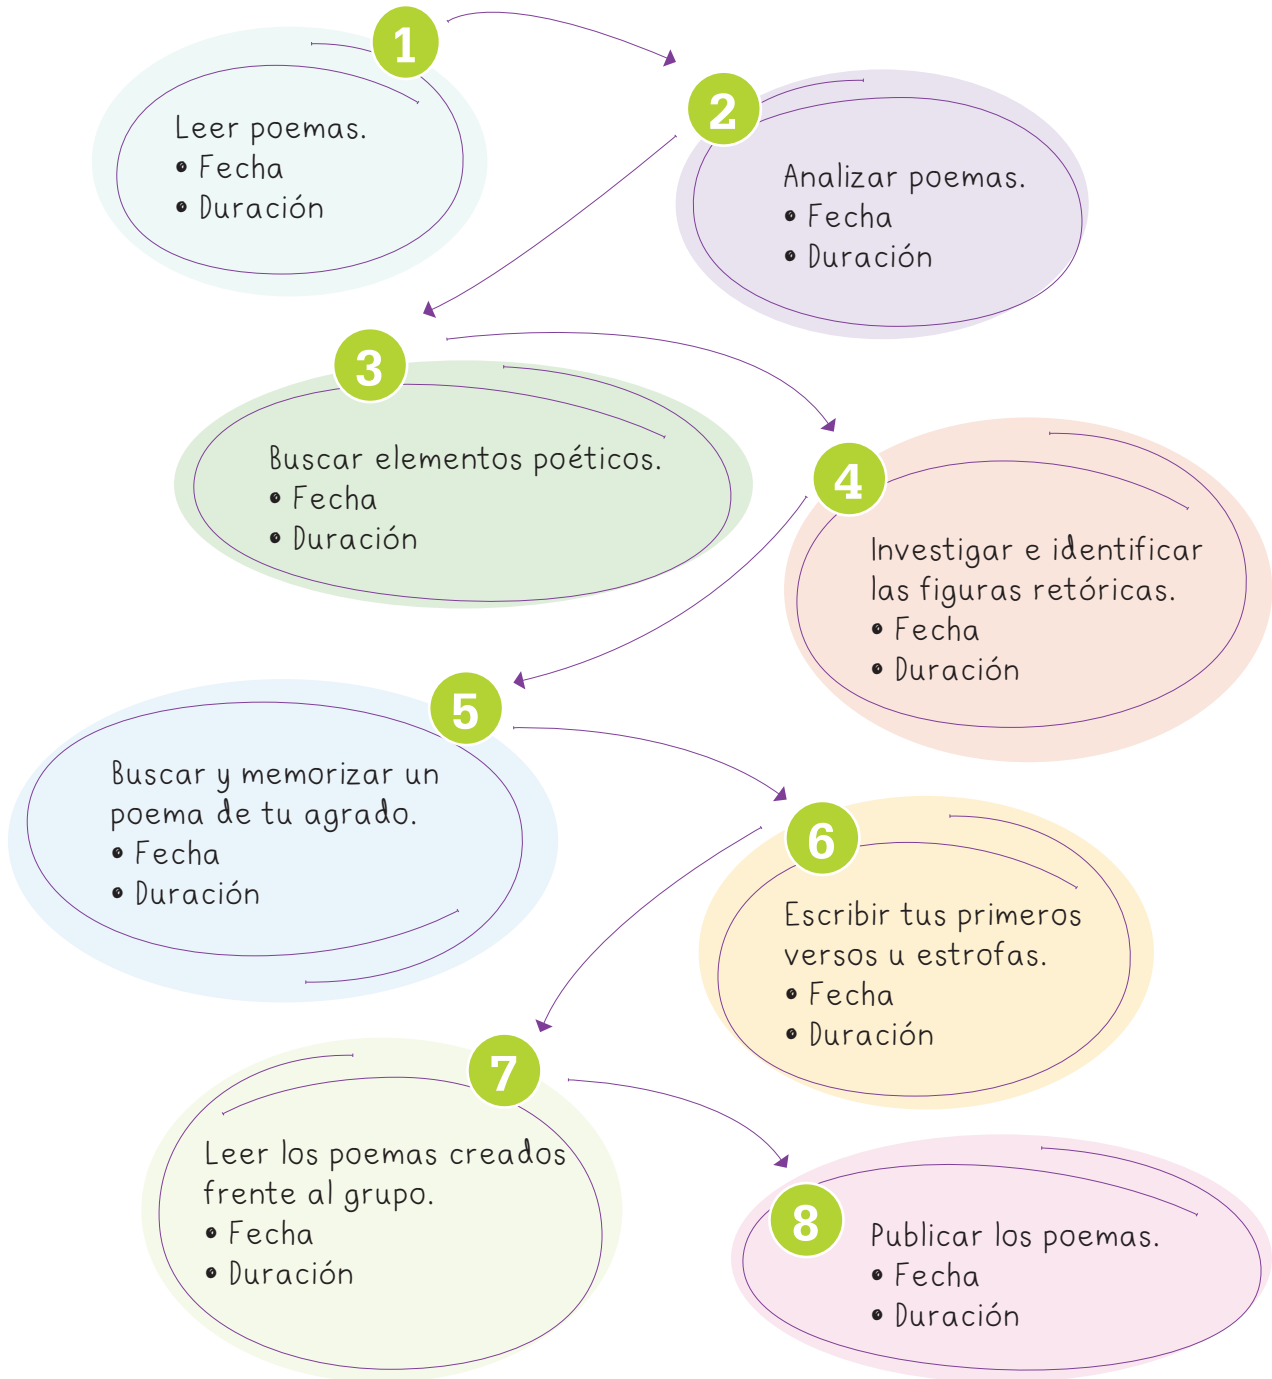 1
Leer poemas.
• Fecha
• Duración
2
Analizar poemas.
• Fecha
• Duración
3
Buscar elementos poéticos.
• Fecha
• Duración
4
Investigar e identificar
las figuras retóricas.
• Fecha
• Duración
5
Buscar y memorizar un
poema de tu agrado.
• Fecha
• Duración
6
Escribir tus primeros
versos u estrofas.
• Fecha
• Duración
7
Leer los poemas creados
frente al grupo.
• Fecha
• Duración
8
Publicar los poemas.
• Fecha
• Duración